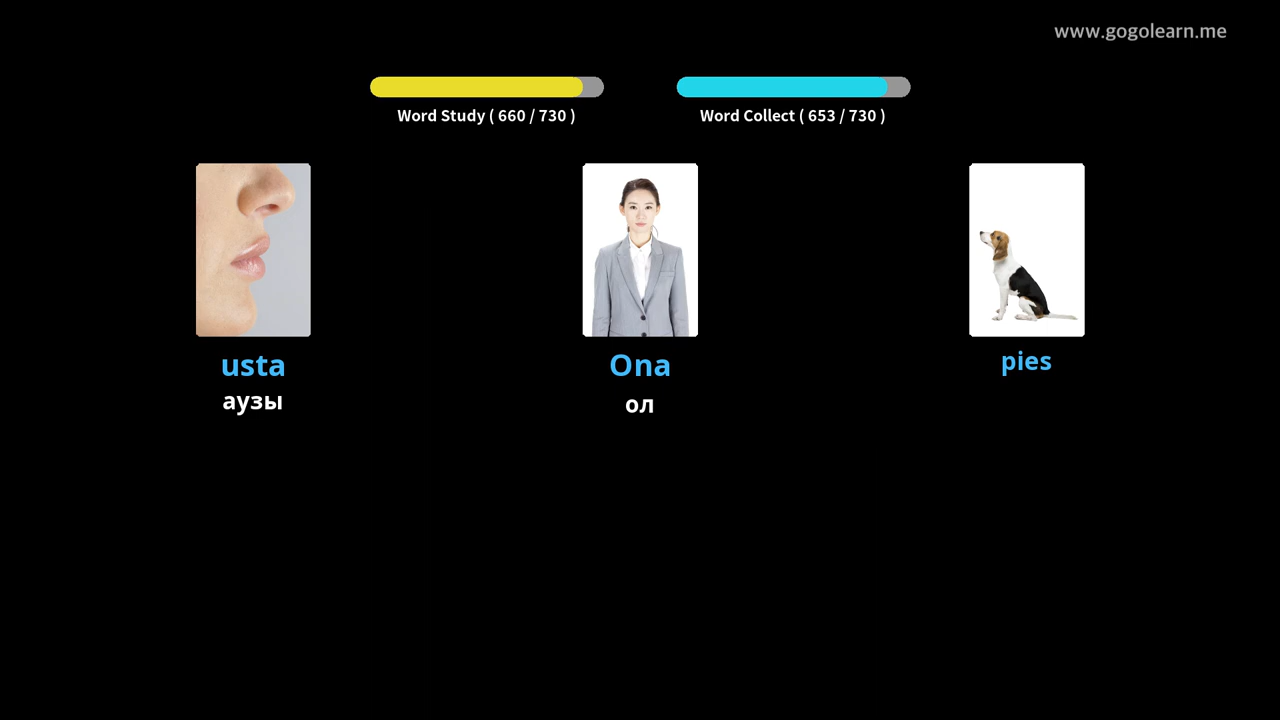 www.gogolearn.me
Word Study ( 660 / 730 )
Word Collect ( 653 / 730 )
usta
аузы
Ona
ол
pies